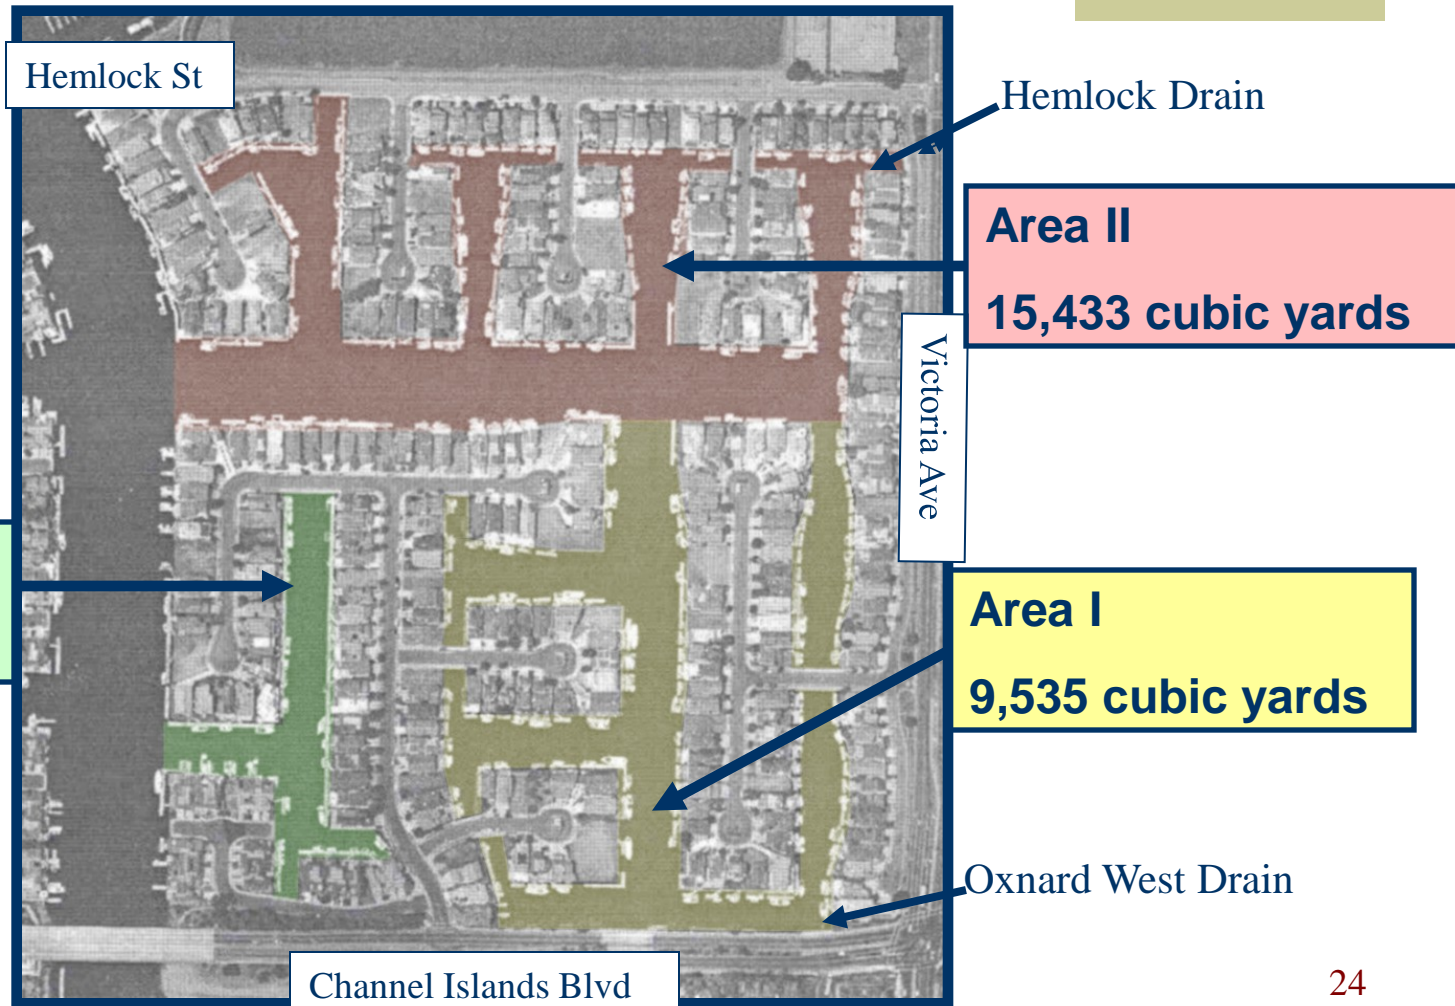 Hemlock St
Hemlock Drain
Area II
15,433 cubic yards
Victoria Ave
Area I
9,535 cubic yards
Oxnard West Drain
Channel Islands Blvd
24